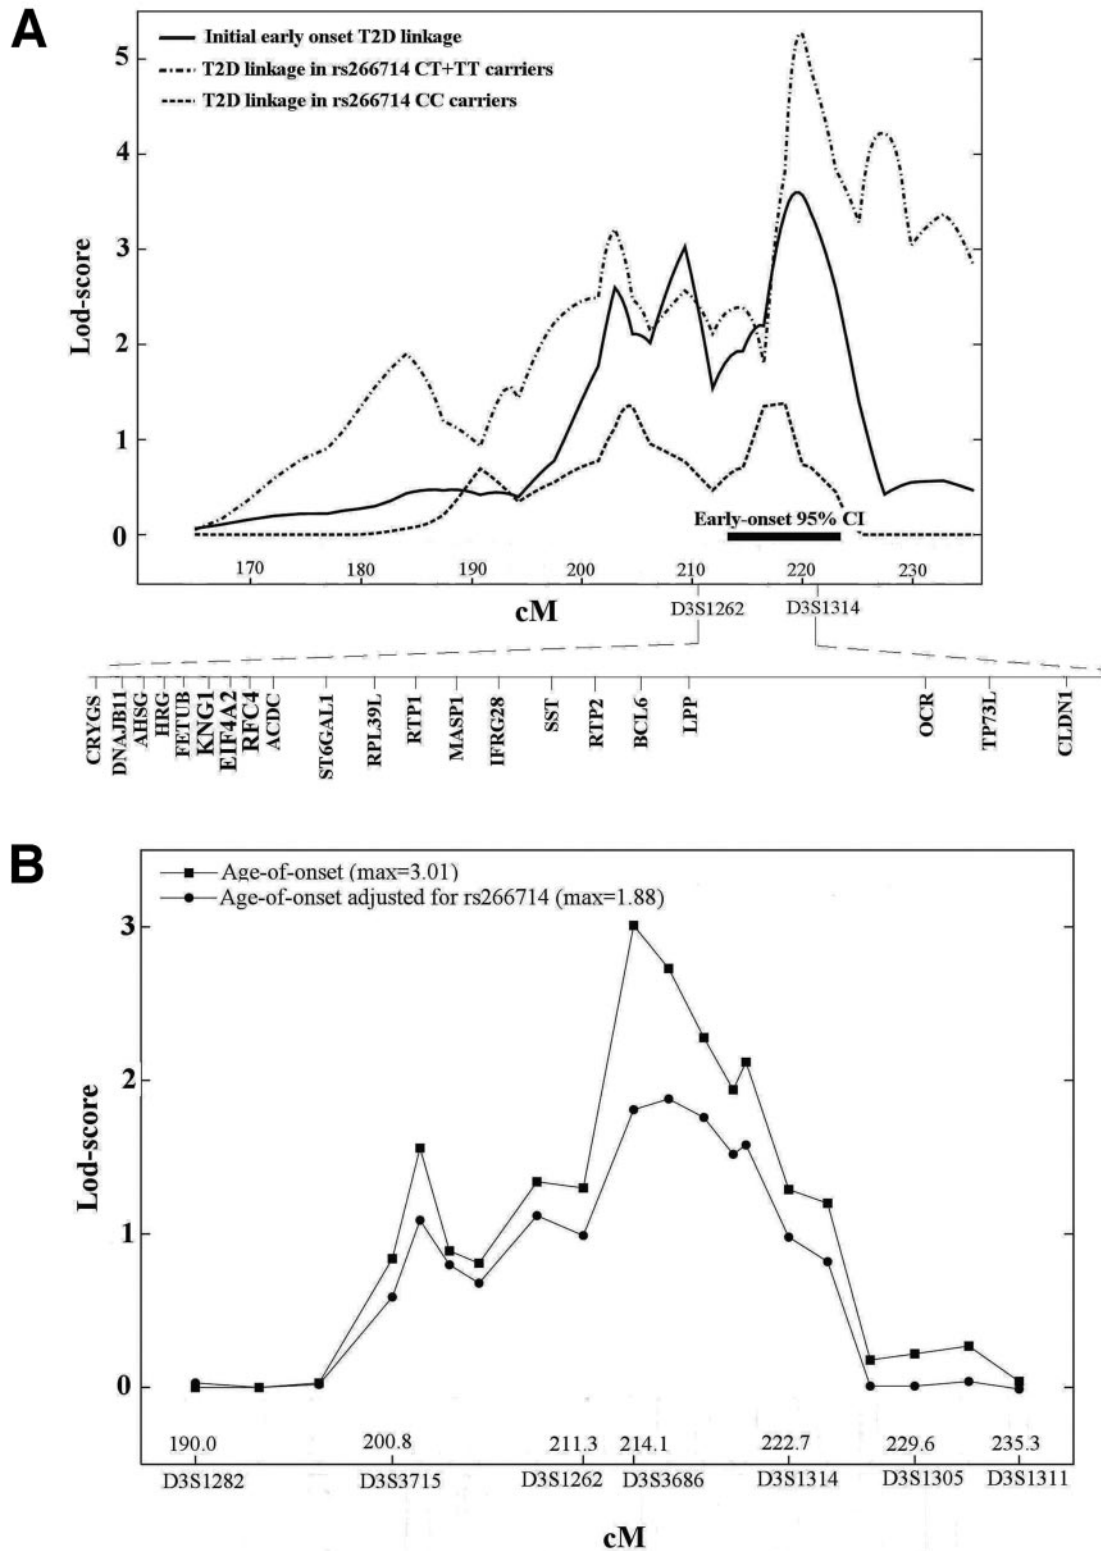 A
Initial early onset T2D linkage
T2D linkage in rs266714 CT+TT carriers
T2D linkage in rs266714 CC carriers
5
4
3
2
1
0
Lod-score
Early-onset 95% CI
170 180 190 200 210 220 230
cM
D3S1262 D3S1314
CRYGS
DNAJB11
AHSG
HRG
FETUB
KNG1
EIF4A2
RFC4
ACDC
ST6GAL1
RPL39L
RTP1
MASP1
IFRG28
SST
RTP2
BCL6
LPP
OCR
TP73L
CLDN1
B
Age-of-onset (max=3.01)
Age-of-onset adjusted for rs266714 (max=1.88)
3
2
1
0
Lod-score
190.0 200.8 211.3 214.1 222.7 229.6 235.3
D3S1282 D3S3715 D3S1262 D3S3686 D3S1314 D3S1305 D3S1311
cM